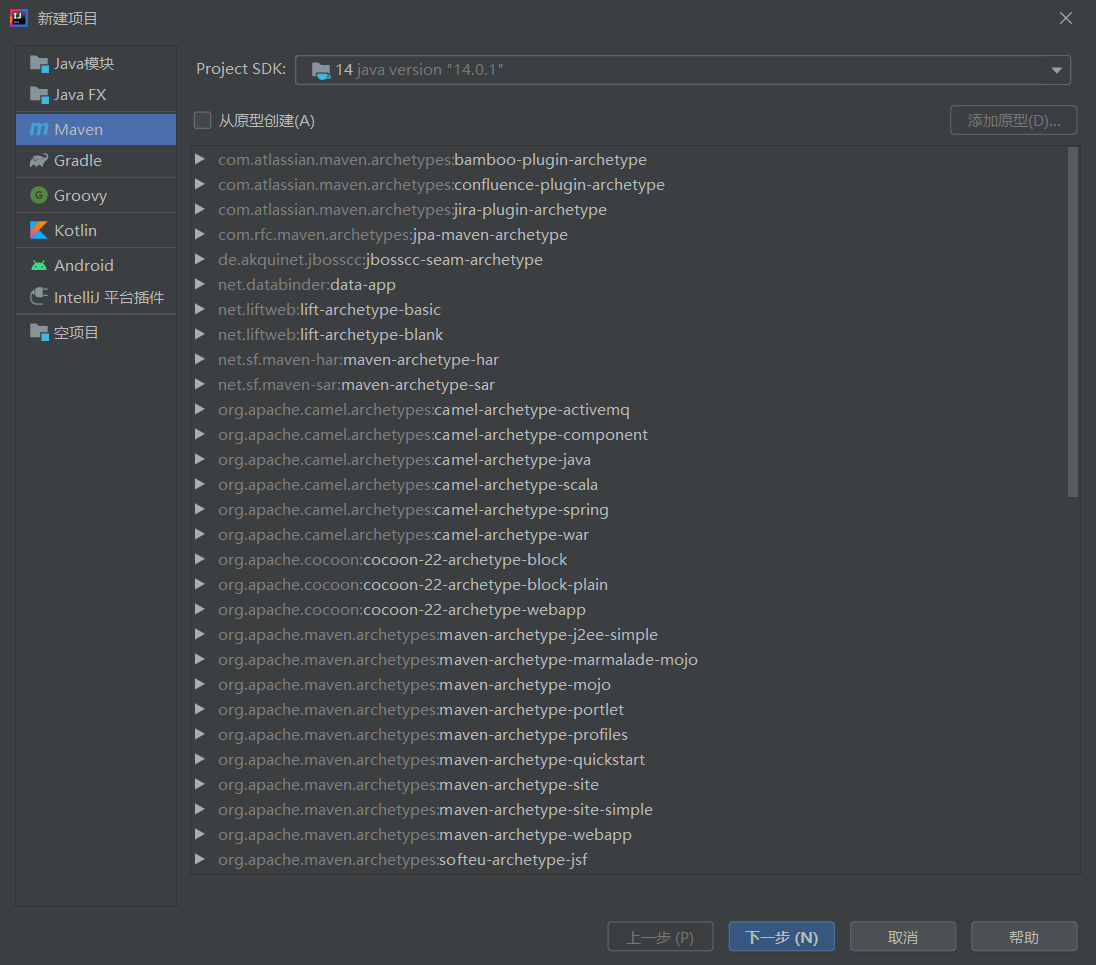 新建项目
Java模块
Java FX
Maven
Gradle
Groovy
Kotlin
Android
IntelliJ 平台插件
空项目
Project SDK: 14 java version "14.0.1"
从原型创建(A)
添加原型(D)...
com.atlassian.maven.archetypes:bamboo-plugin-archetype
com.atlassian.maven.archetypes:confluence-plugin-archetype
com.atlassian.maven.archetypes:jira-plugin-archetype
com.rfc.maven.archetypes:jpa-maven-archetype
de.akquinet.jbosscc:jbosscc-seam-archetype
net.databinder:data-app
net.liftweb:lift-archetype-basic
net.liftweb:lift-archetype-blank
net.sf.maven-har:maven-archetype-har
net.sf.maven-sar:maven-archetype-sar
org.apache.camel.archetypes:camel-archetype-activemq
org.apache.camel.archetypes:camel-archetype-component
org.apache.camel.archetypes:camel-archetype-java
org.apache.camel.archetypes:camel-archetype-scala
org.apache.camel.archetypes:camel-archetype-spring
org.apache.camel.archetypes:camel-archetype-war
org.apache.cocoon:cocoon-22-archetype-block
org.apache.cocoon:cocoon-22-archetype-block-plain
org.apache.cocoon:cocoon-22-archetype-webapp
org.apache.maven.archetypes:maven-archetype-j2ee-simple
org.apache.maven.archetypes:maven-archetype-marmalade-mojo
org.apache.maven.archetypes:maven-archetype-mojo
org.apache.maven.archetypes:maven-archetype-portlet
org.apache.maven.archetypes:maven-archetype-profiles
org.apache.maven.archetypes:maven-archetype-quickstart
org.apache.maven.archetypes:maven-archetype-site
org.apache.maven.archetypes:maven-archetype-site-simple
org.apache.maven.archetypes:maven-archetype-webapp
org.apache.maven.archetypes:softeu-archetype-jsf
上一步 (P)
下一步 (N)
取消
帮助